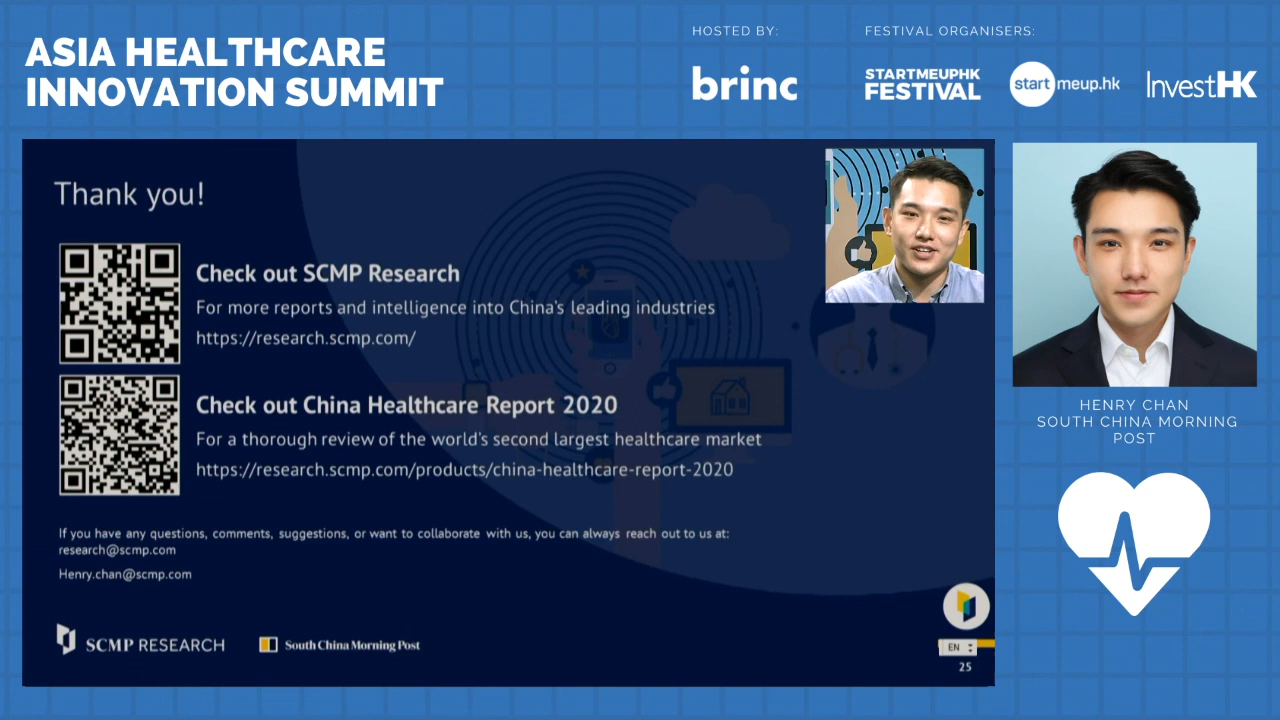 ASIA HEALTHCARE
INNOVATION SUMMIT
HOSTED BY:
brinc
FESTIVAL ORGANISERS:
STARTMEUPHK
FESTIVAL
startmeup.hk
InvestHK
Thank you!
Check out SCMP Research
For more reports and intelligence into China's leading industries
https://research.scmp.com/
Check out China Healthcare Report 2020
For a thorough review of the world's second largest healthcare market
https://research.scmp.com/products/china-healthcare-report-2020
If you have any questions, comments, suggestions, or want to collaborate with us, you can always reach out to us at:
research@scmp.com
Henry.chan@scmp.com
SCMP RESEARCH
South China Morning Post
EN
25
HENRY CHAN
SOUTH CHINA MORNING
POST